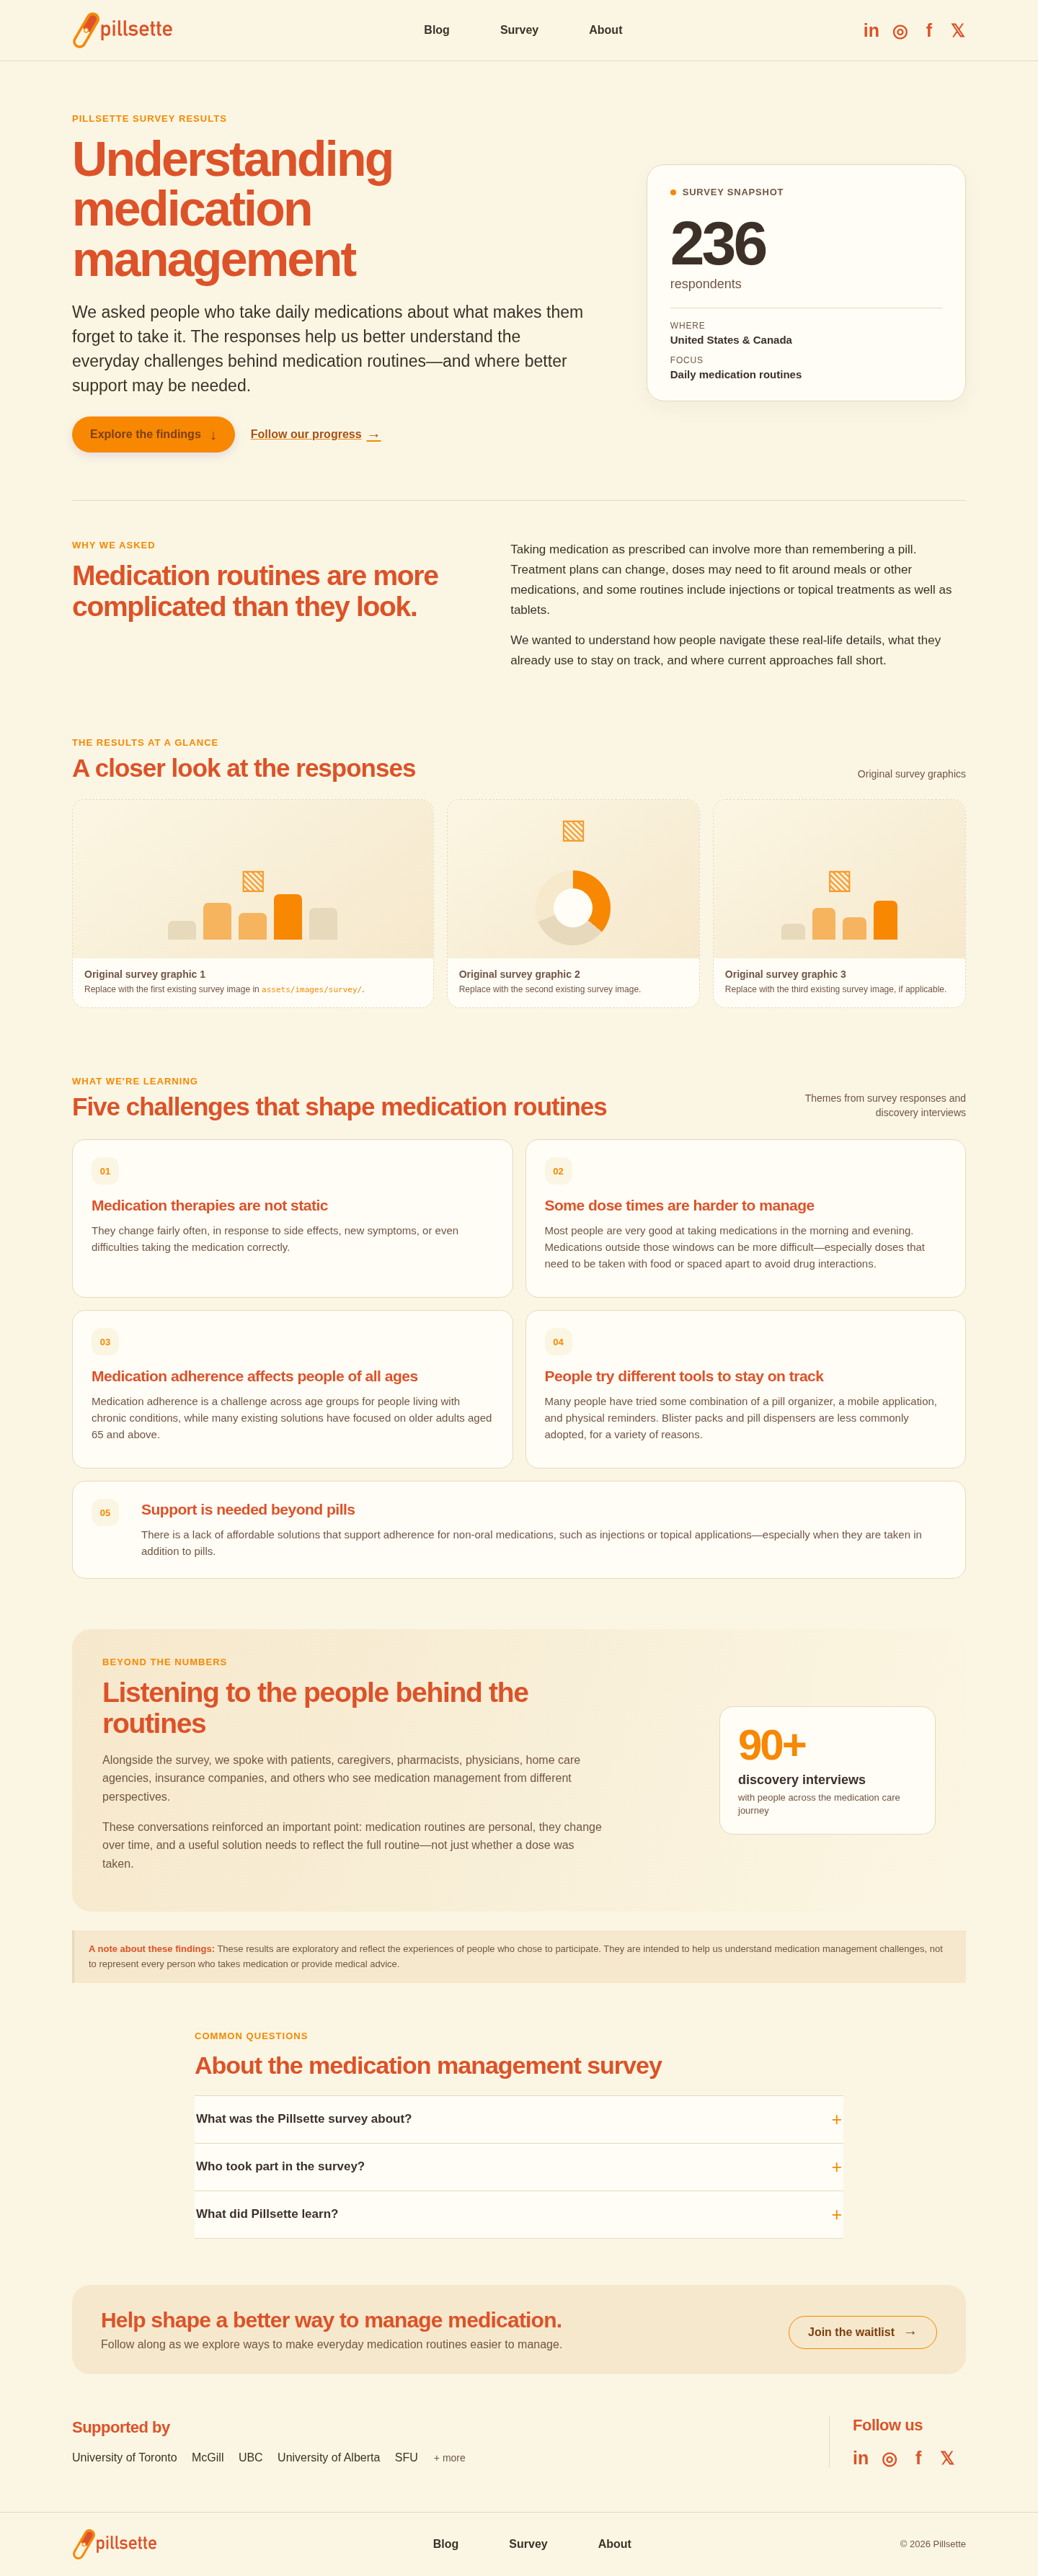 pillsette
Blog Survey About
in f 𝕏
PILLSETTE SURVEY RESULTS
Understanding
medication
management
We asked people who take daily medications about what makes them
forget to take it. The responses help us better understand the
everyday challenges behind medication routines—and where better
support may be needed.
Explore the findings ↓
Follow our progress →
SURVEY SNAPSHOT
236
respondents
WHERE
United States & Canada
FOCUS
Daily medication routines
WHY WE ASKED
Medication routines are more
complicated than they look.
Taking medication as prescribed can involve more than remembering a pill.
Treatment plans can change, doses may need to fit around meals or other
medications, and some routines include injections or topical treatments as well as
tablets.
We wanted to understand how people navigate these real-life details, what they
already use to stay on track, and where current approaches fall short.
THE RESULTS AT A GLANCE
A closer look at the responses
Original survey graphics
Original survey graphic 1
Replace with the first existing survey image in assets/images/survey/.
Original survey graphic 2
Replace with the second existing survey image.
Original survey graphic 3
Replace with the third existing survey image, if applicable.
WHAT WE'RE LEARNING
Five challenges that shape medication routines
Themes from survey responses and
discovery interviews
01
Medication therapies are not static
They change fairly often, in response to side effects, new symptoms, or even
difficulties taking the medication correctly.
02
Some dose times are harder to manage
Most people are very good at taking medications in the morning and evening.
Medications outside those windows can be more difficult—especially doses that
need to be taken with food or spaced apart to avoid drug interactions.
03
Medication adherence affects people of all ages
Medication adherence is a challenge across age groups for people living with
chronic conditions, while many existing solutions have focused on older adults aged
65 and above.
04
People try different tools to stay on track
Many people have tried some combination of a pill organizer, a mobile application,
and physical reminders. Blister packs and pill dispensers are less commonly
adopted, for a variety of reasons.
05
Support is needed beyond pills
There is a lack of affordable solutions that support adherence for non-oral medications, such as injections or topical applications—especially when they are taken in
addition to pills.
BEYOND THE NUMBERS
Listening to the people behind the
routines
Alongside the survey, we spoke with patients, caregivers, pharmacists, physicians, home care
agencies, insurance companies, and others who see medication management from different
perspectives.
These conversations reinforced an important point: medication routines are personal, they change
over time, and a useful solution needs to reflect the full routine—not just whether a dose was
taken.
90+
discovery interviews
with people across the medication care
journey
A note about these findings: These results are exploratory and reflect the experiences of people who chose to participate. They are intended to help us understand medication management challenges, not
to represent every person who takes medication or provide medical advice.
COMMON QUESTIONS
About the medication management survey
What was the Pillsette survey about? +
Who took part in the survey? +
What did Pillsette learn? +
Help shape a better way to manage medication.
Follow along as we explore ways to make everyday medication routines easier to manage.
Join the waitlist →
Supported by
University of Toronto McGill UBC University of Alberta SFU + more
Follow us
in f 𝕏
pillsette
Blog Survey About
© 2026 Pillsette